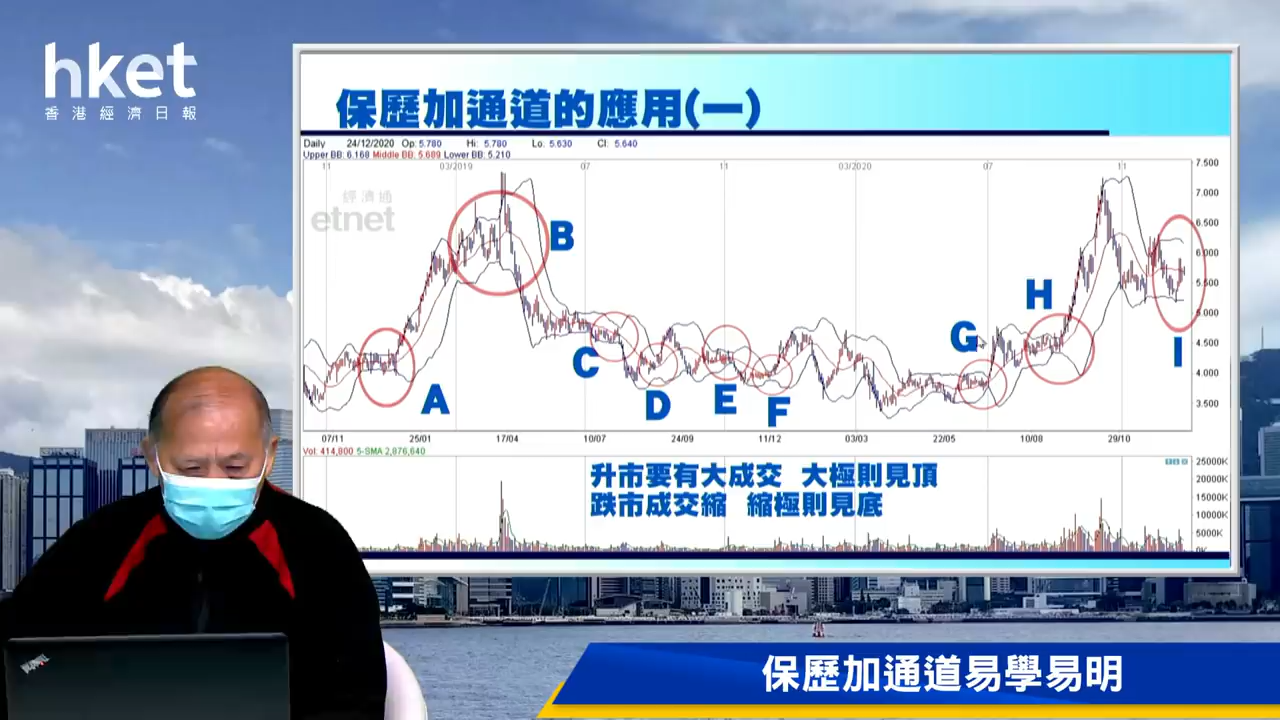 hket
香港經濟日報
保歷加通道的應用(一)
Daily 24/12/2020 Op: 5.780 Hi: 5.780 Lo: 5.630 Cl: 5.640
Upper BB: 6.168 Middle BB: 5.689 Lower BB: 5.210
11 03/2019 07 11 03/2020 07 11
經濟通
etnet
7.500
7.000
6.500
6.000
5.500
5.000
4.500
4.000
3.500
A
B
C
D
E
F
G
H
I
07/11 25/01 17/04 10/07 24/09 11/12 03/03 22/05 10/08 29/10
Vol: 414,800 5-SMA 2,876,640
升市要有大成交 大極則見頂
跌市成交縮 縮極則見底
25000K
20000K
15000K
10000K
5000K
0K
保歷加通道易學易明